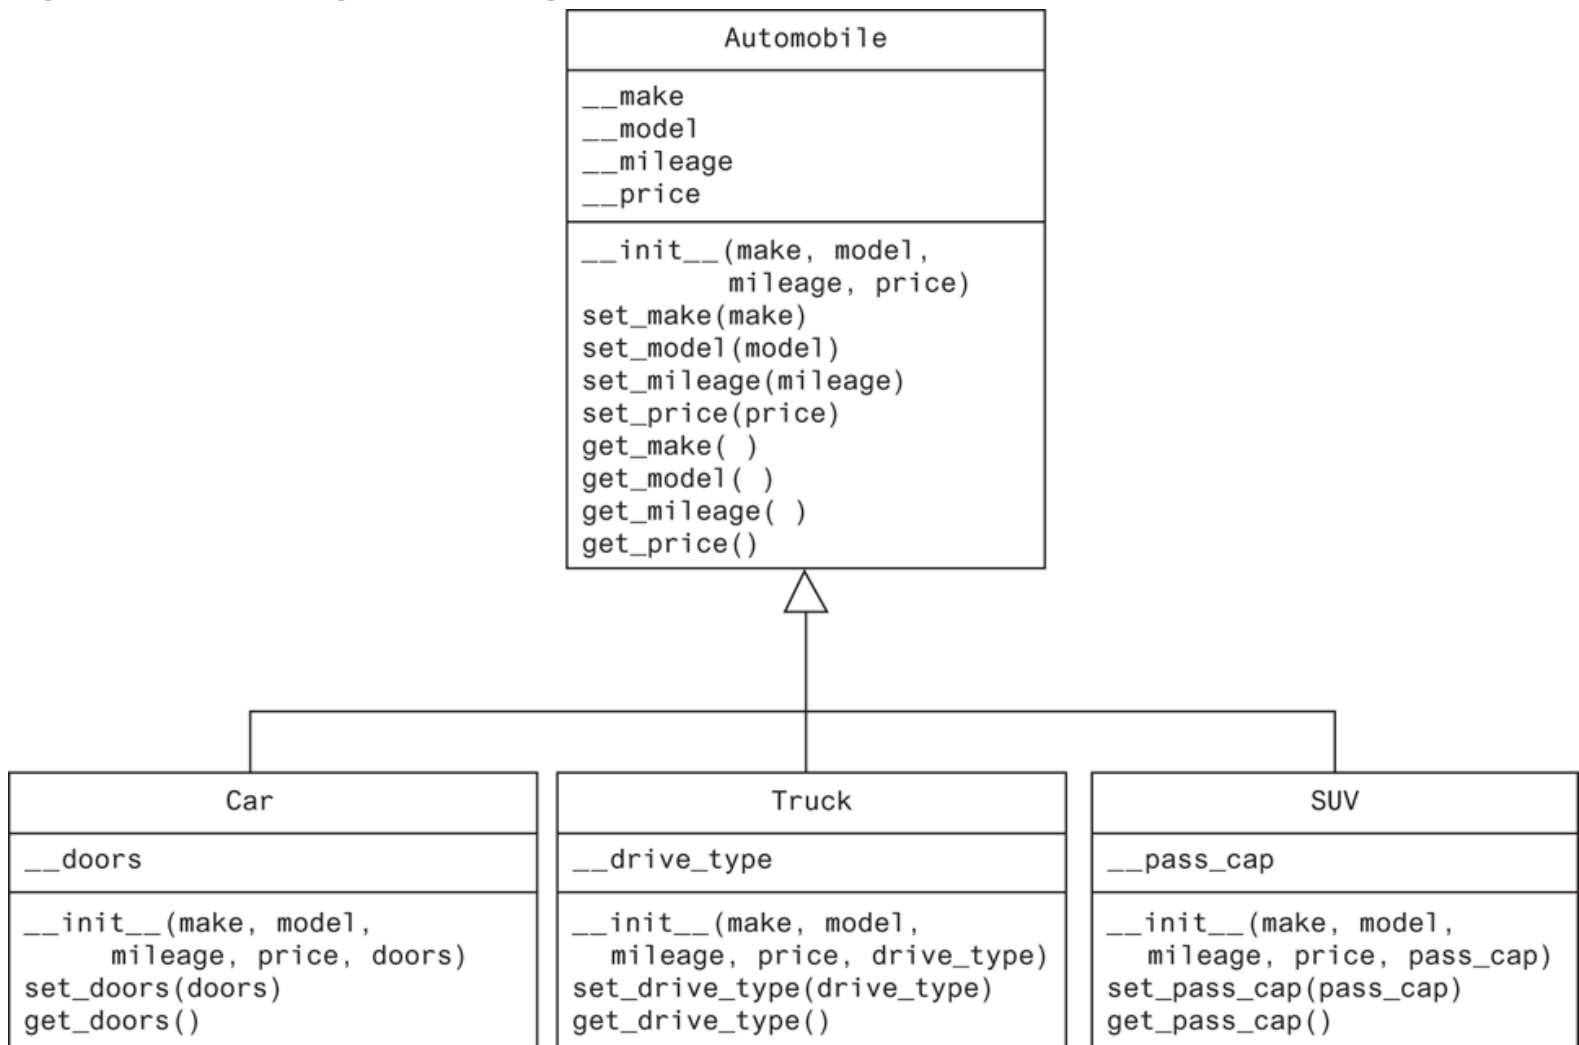 Automobile
__make
__model
__mileage
__price
__init__(make, model,
mileage, price)
set_make(make)
set_model(model)
set_mileage(mileage)
set_price(price)
get_make( )
get_model( )
get_mileage( )
get_price()
Car
__doors
__init__(make, model,
mileage, price, doors)
set_doors(doors)
get_doors()
Truck
__drive_type
__init__(make, model,
mileage, price, drive_type)
set_drive_type(drive_type)
get_drive_type()
SUV
__pass_cap
__init__(make, model,
mileage, price, pass_cap)
set_pass_cap(pass_cap)
get_pass_cap()